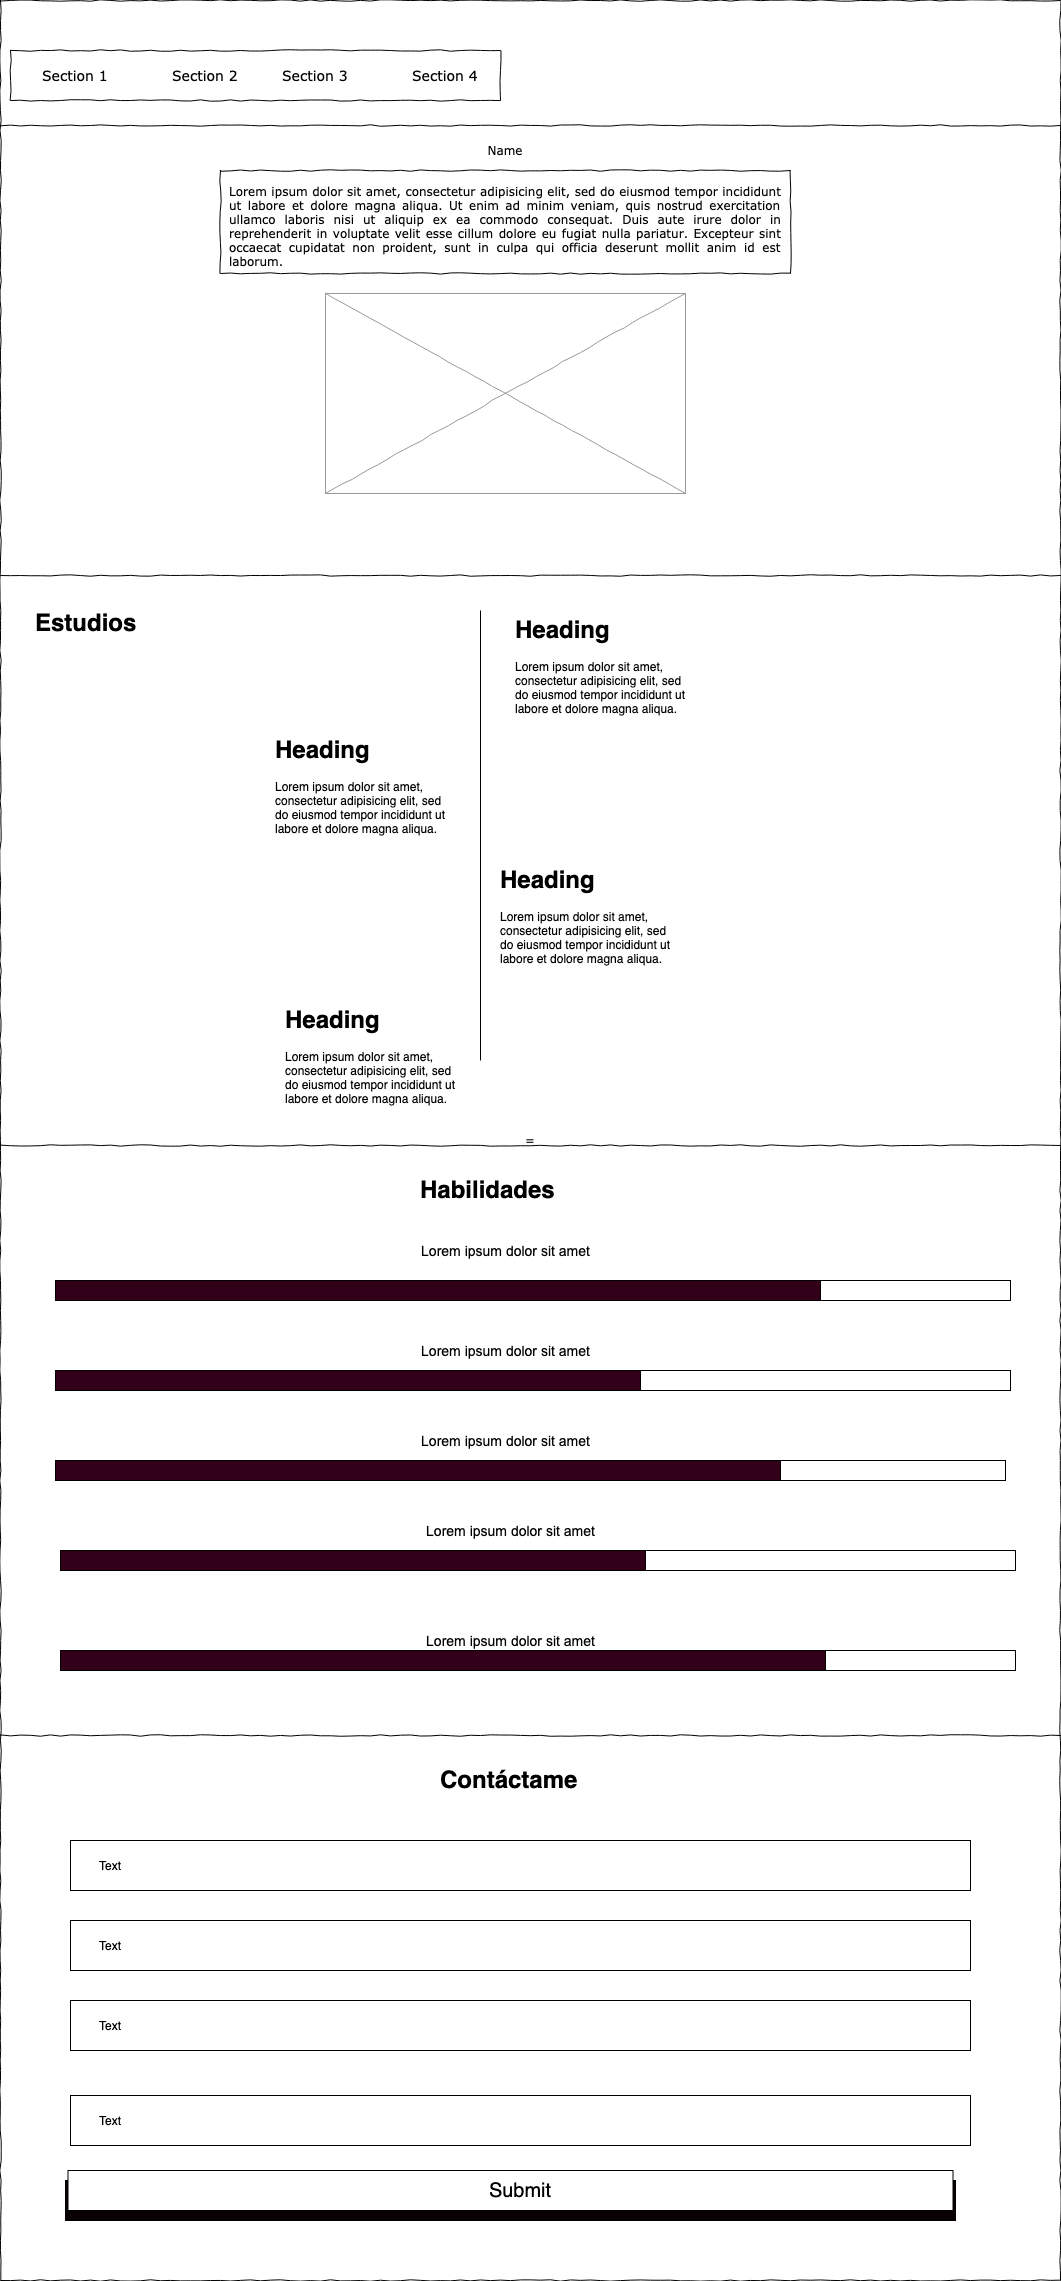 Section 1 Section 2 Section 3 Section 4
Name
Lorem ipsum dolor sit amet, consectetur adipisicing elit, sed do eiusmod tempor incididunt
ut labore et dolore magna aliqua. Ut enim ad minim veniam, quis nostrud exercitation
ullamco laboris nisi ut aliquip ex ea commodo consequat. Duis aute irure dolor in
reprehenderit in voluptate velit esse cillum dolore eu fugiat nulla pariatur. Excepteur sint
occaecat cupidatat non proident, sunt in culpa qui officia deserunt mollit anim id est
laborum.
Estudios
Heading
Lorem ipsum dolor sit amet,
consectetur adipisicing elit, sed
do eiusmod tempor incididunt ut
labore et dolore magna aliqua.
Heading
Lorem ipsum dolor sit amet,
consectetur adipisicing elit, sed
do eiusmod tempor incididunt ut
labore et dolore magna aliqua.
Heading
Lorem ipsum dolor sit amet,
consectetur adipisicing elit, sed
do eiusmod tempor incididunt ut
labore et dolore magna aliqua.
Heading
Lorem ipsum dolor sit amet,
consectetur adipisicing elit, sed
do eiusmod tempor incididunt ut
labore et dolore magna aliqua.
=
Habilidades
Lorem ipsum dolor sit amet
Lorem ipsum dolor sit amet
Lorem ipsum dolor sit amet
Lorem ipsum dolor sit amet
Lorem ipsum dolor sit amet
Contáctame
Text
Text
Text
Text
Submit